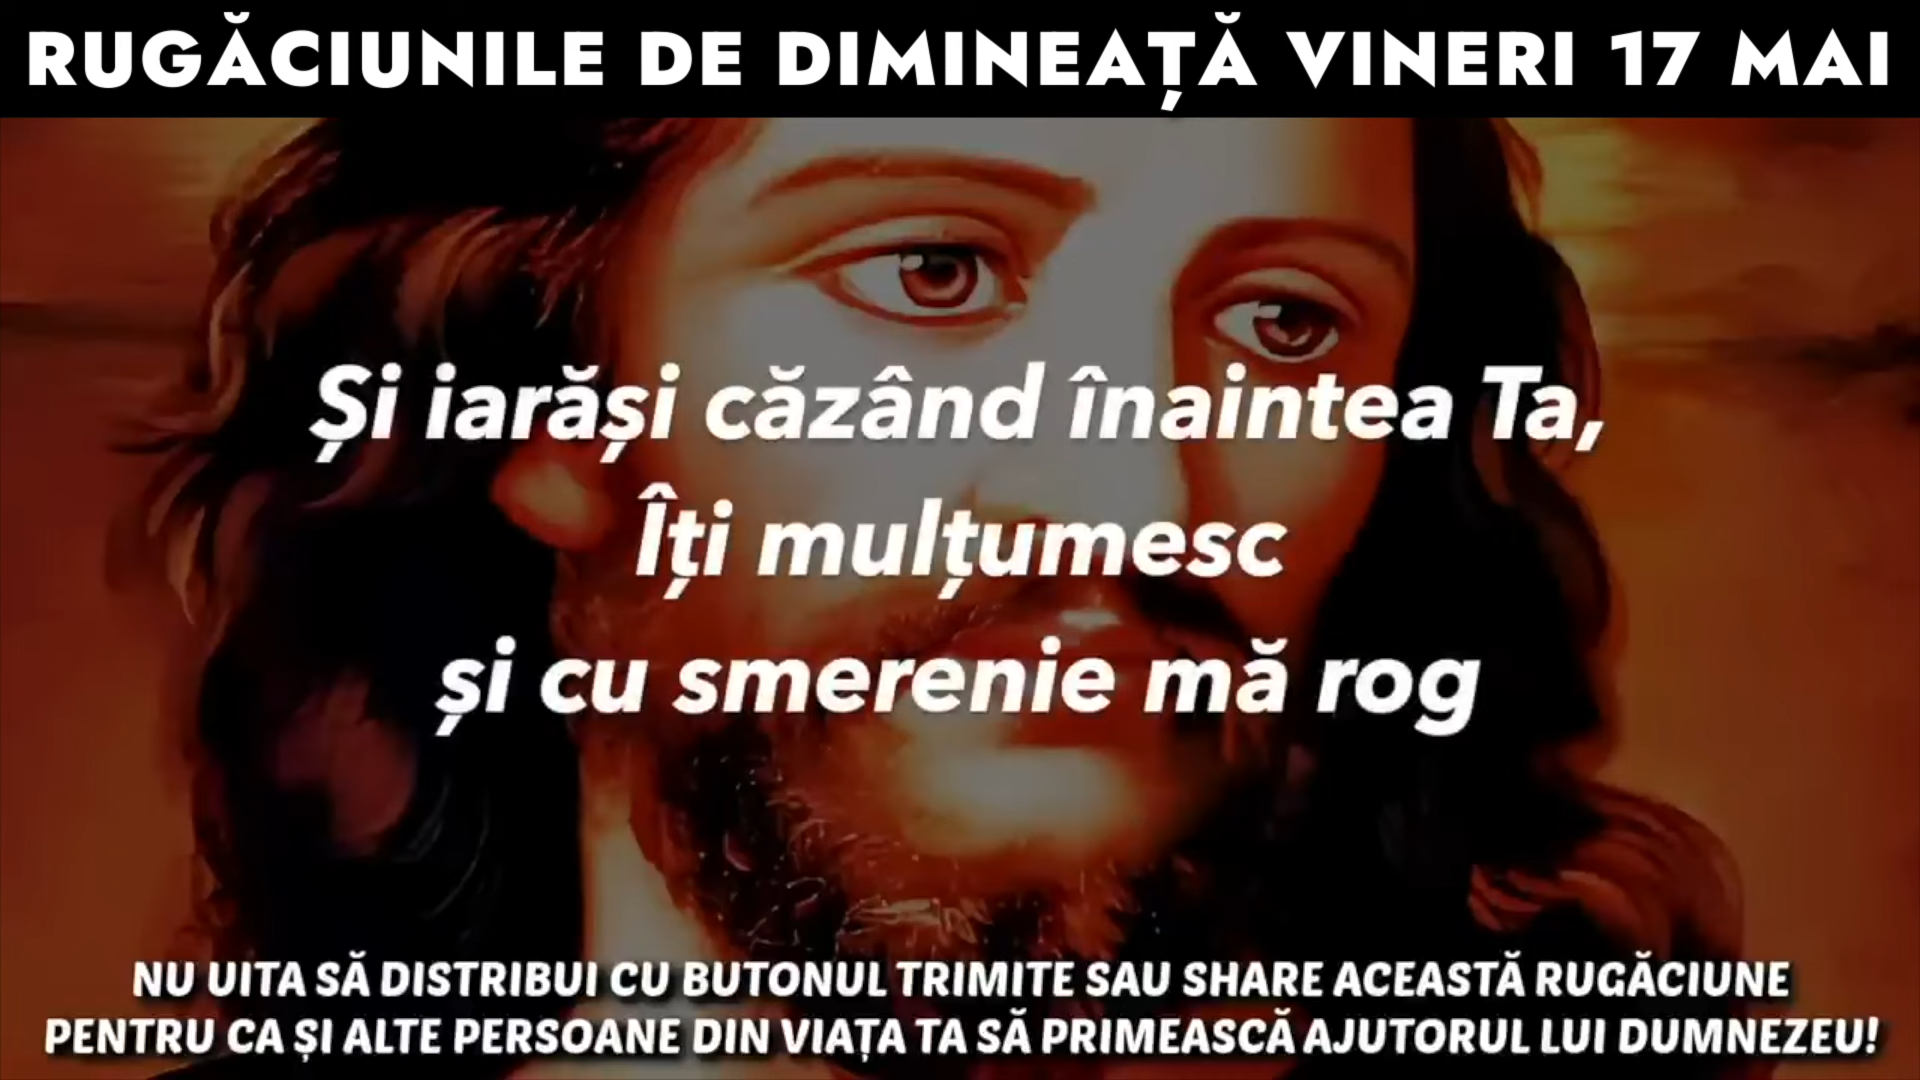 RUGĂCIUNILE DE DIMINEAȚĂ VINERI 17 MAI
Și iarăși căzând înaintea Ta,
Îți mulțumesc
și cu smerenie mă rog
NU UITA SĂ DISTRIBUI CU BUTONUL TRIMITE SAU SHARE ACEASTĂ RUGĂCIUNE
PENTRU CA ȘI ALTE PERSOANE DIN VIAȚA TA SĂ PRIMEASCĂ AJUTORUL LUI DUMNEZEU!